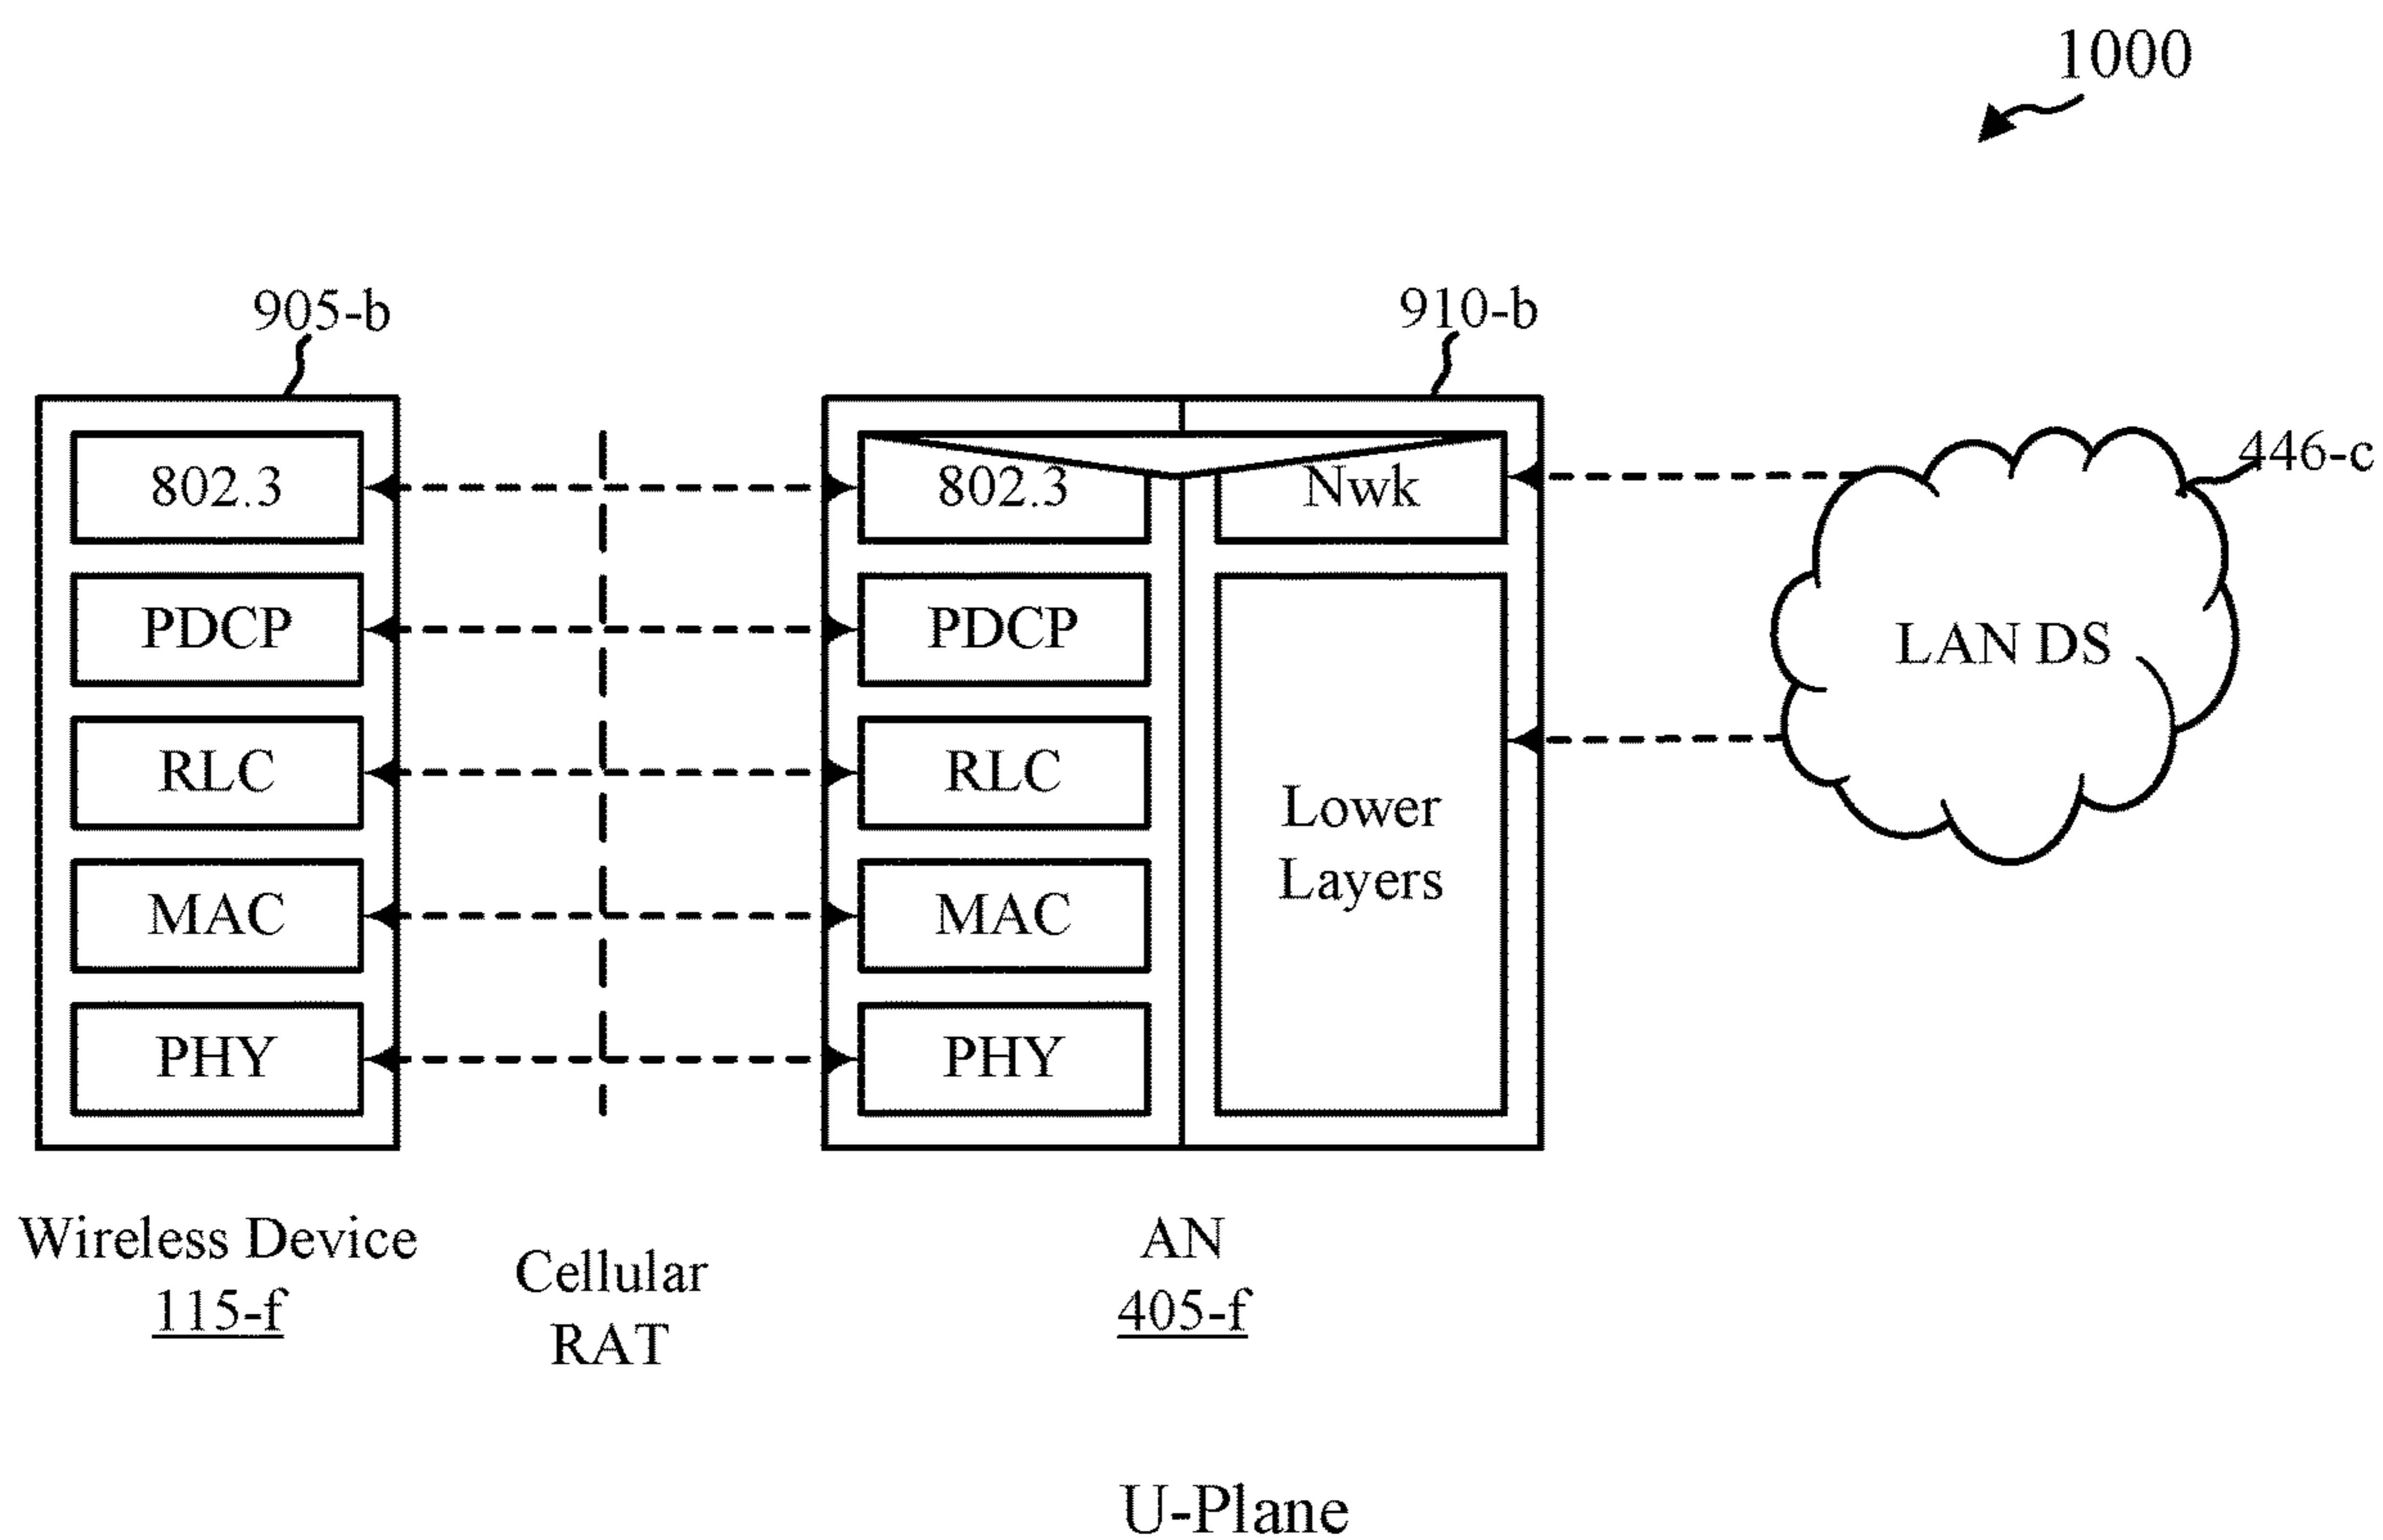 1000
905-b
910-b
446-c
802.3
802.3
Nwk
PDCP
PDCP
LAN DS
RLC
RLC
Lower
Layers
MAC
MAC
PHY
PHY
Wireless Device
115-f
Cellular
RAT
AN
405-f
U-Plane